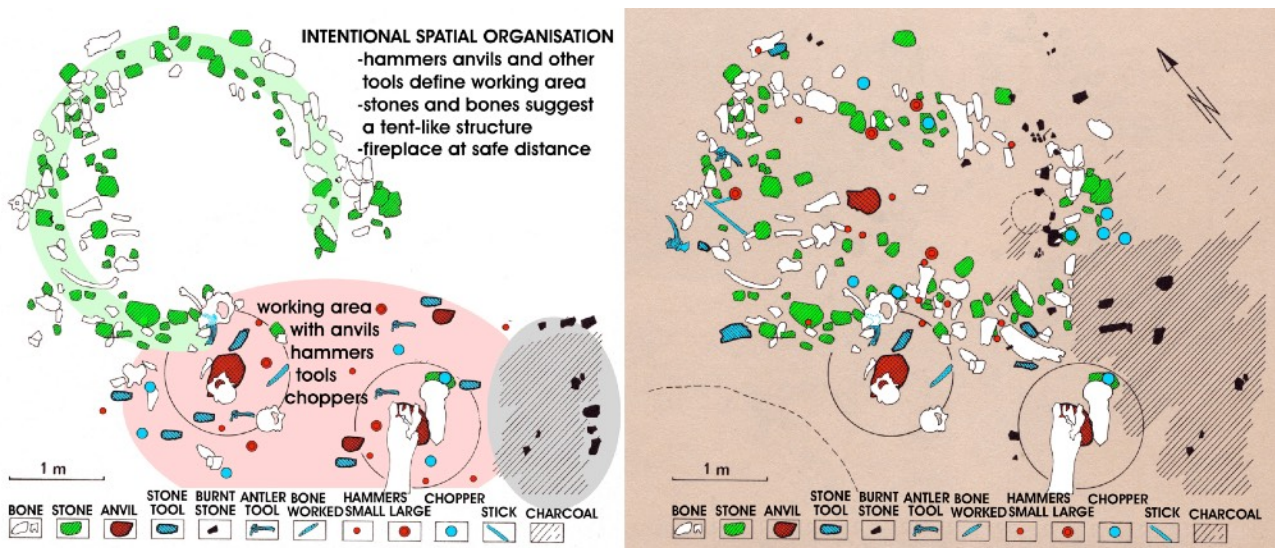 INTENTIONAL SPATIAL ORGANISATION
-hammers anvils and other
tools define working area
-stones and bones suggest
a tent-like structure
-fireplace at safe distance
working area
with anvils
hammers
tools
choppers
1 m
BONE STONE ANVIL STONE TOOL BURNT STONE ANTLER TOOL BONE WORKED HAMMERS SMALL LARGE CHOPPER STICK CHARCOAL
1 m
BONE STONE ANVIL STONE TOOL BURNT STONE ANTLER TOOL BONE WORKED HAMMERS SMALL LARGE CHOPPER STICK CHARCOAL